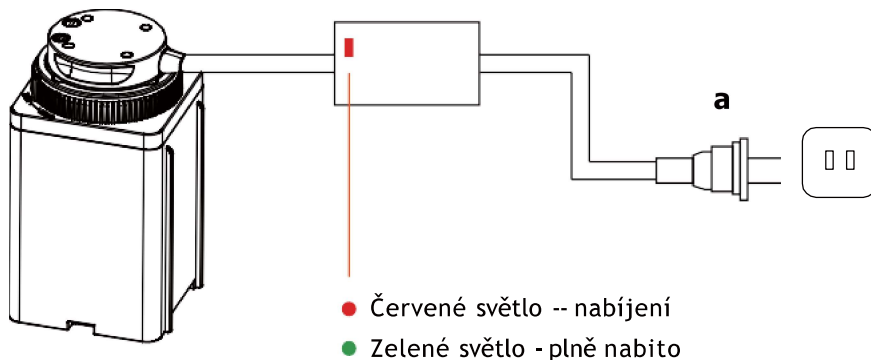 a
Červené světlo -- nabíjení
Zelené světlo - plně nabito